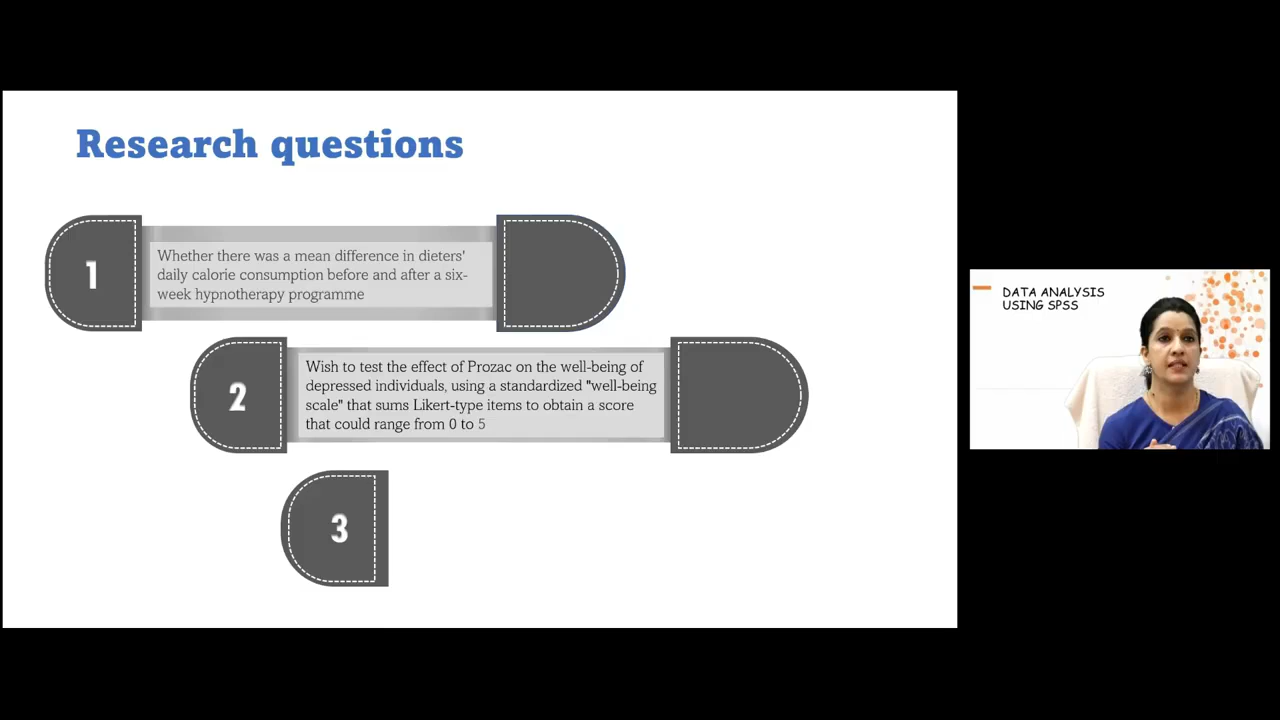 Research questions
1
Whether there was a mean difference in dieters'
daily calorie consumption before and after a six-
week hypnotherapy programme
2
Wish to test the effect of Prozac on the well-being of
depressed individuals, using a standardized "well-being
scale" that sums Likert-type items to obtain a score
that could range from 0 to 5
3
DATA ANALYSIS
USING SPSS